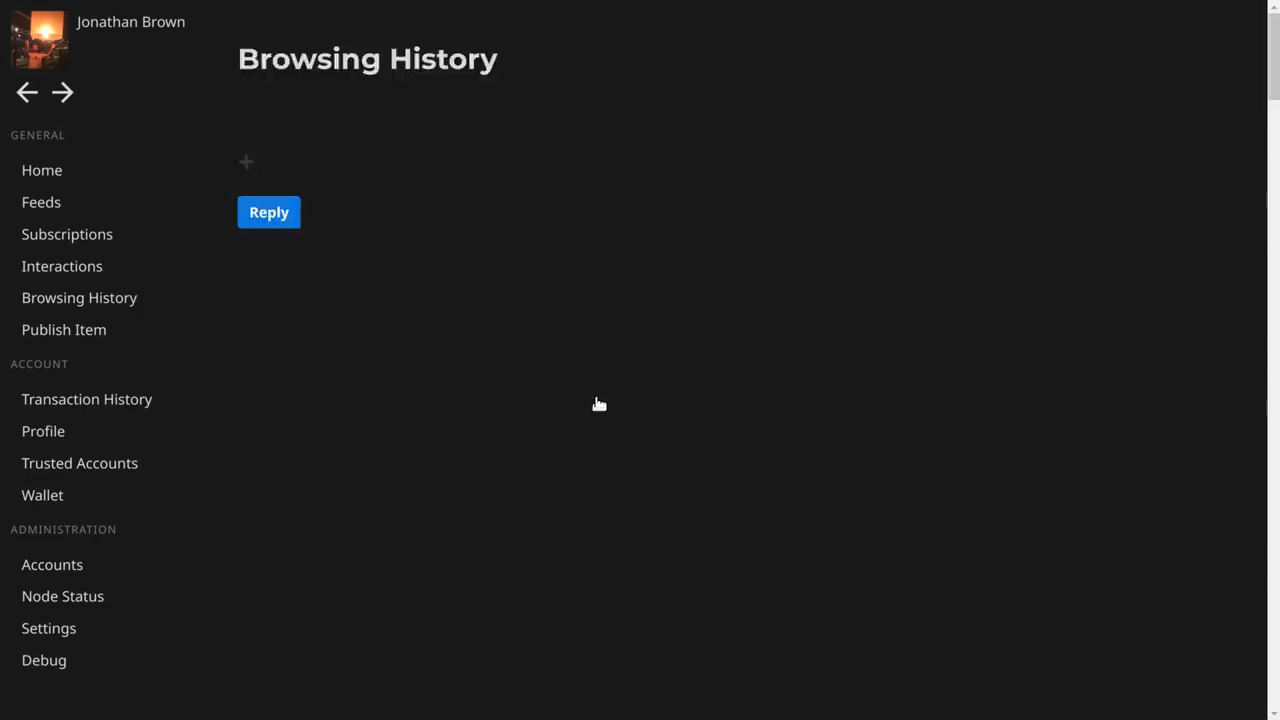 Jonathan Brown
Browsing History
GENERAL
Home
Feeds
Subscriptions
Interactions
Browsing History
Publish Item
ACCOUNT
Transaction History
Profile
Trusted Accounts
Wallet
ADMINISTRATION
Accounts
Node Status
Settings
Debug
+
Reply